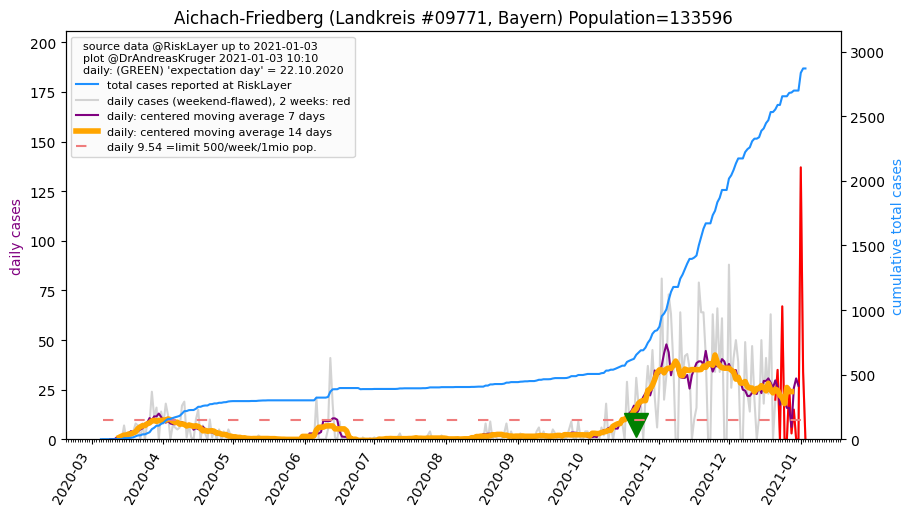 Aichach-Friedberg (Landkreis #09771, Bayern) Population=133596
source data @RiskLayer up to 2021-01-03
plot @DrAndreasKruger 2021-01-03 10:10
daily: (GREEN) 'expectation day' = 22.10.2020
total cases reported at RiskLayer
daily cases (weekend-flawed), 2 weeks: red
daily: centered moving average 7 days
daily: centered moving average 14 days
daily 9.54 =limit 500/week/1mio pop.
daily cases
200
175
150
125
100
75
50
25
0
cumulative total cases
3000
2500
2000
1500
1000
500
0
2020-03
2020-04
2020-05
2020-06
2020-07
2020-08
2020-09
2020-10
2020-11
2020-12
2021-01